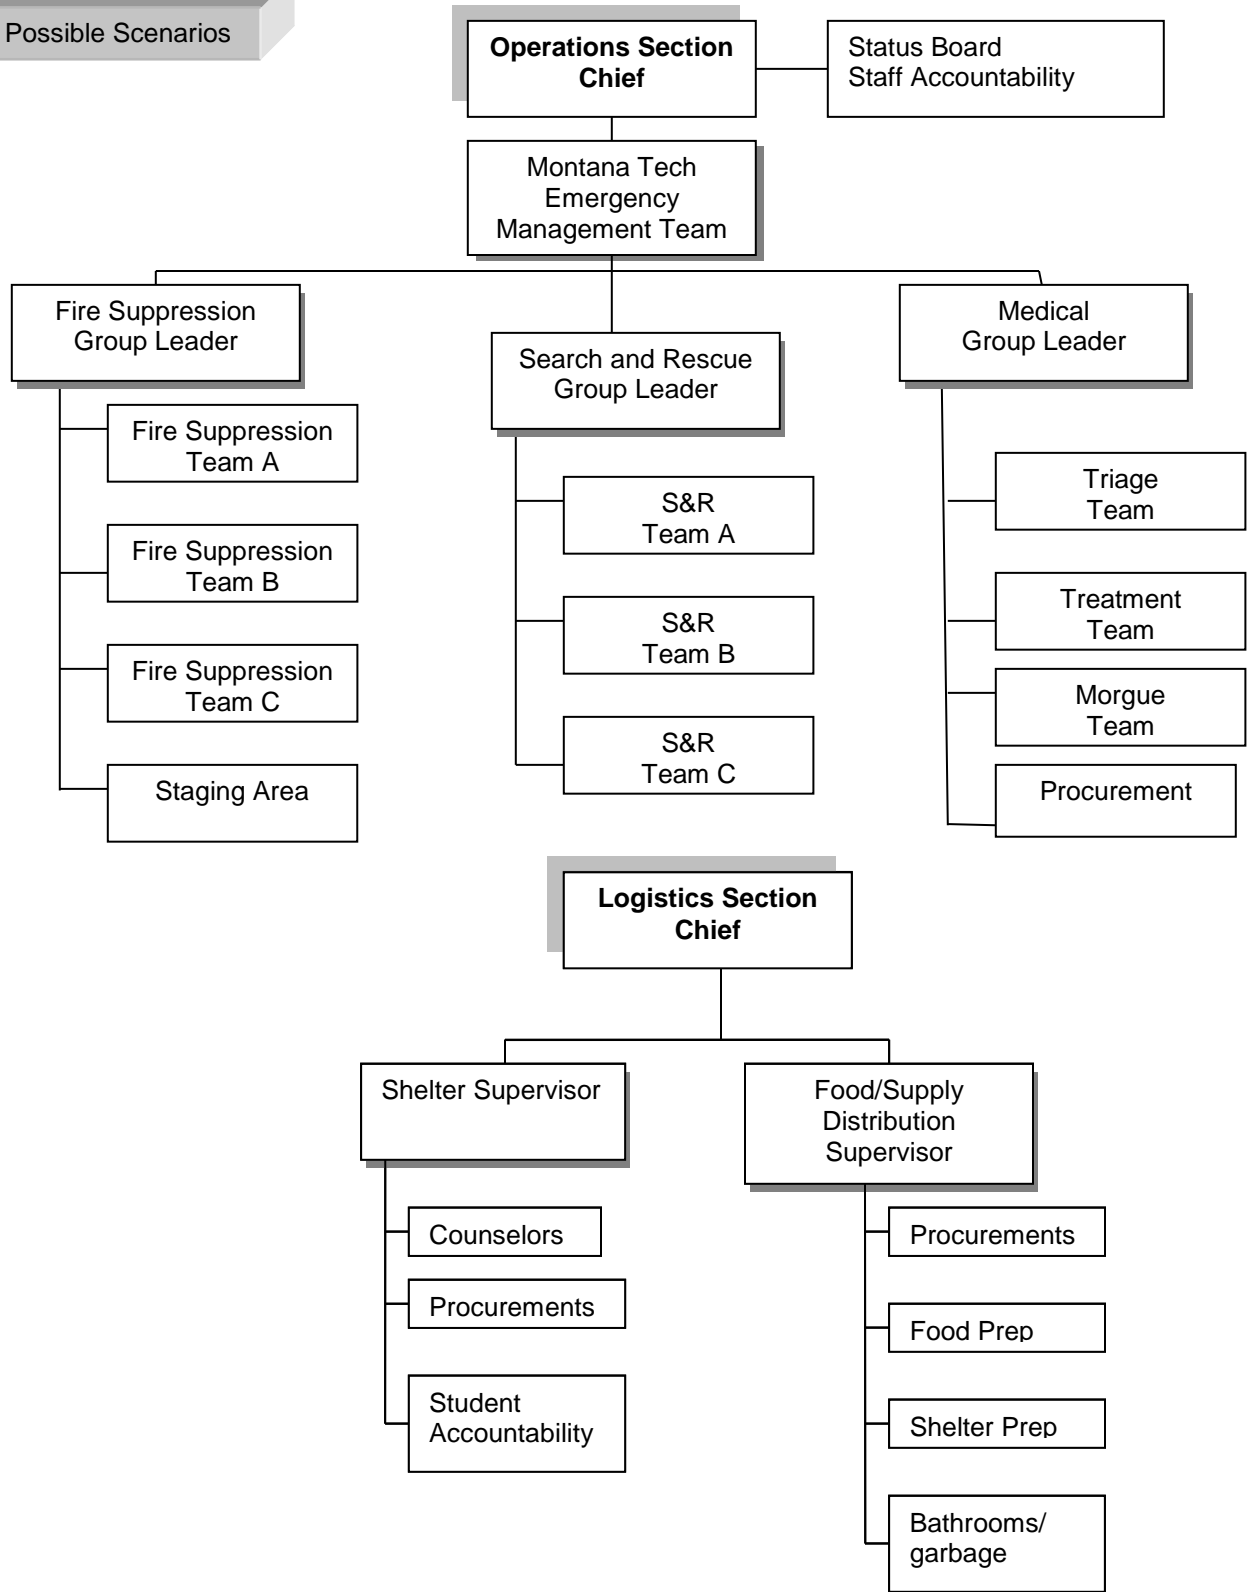 Possible Scenarios
Operations Section
Chief
Status Board
Staff Accountability
Montana Tech
Emergency
Management Team
Fire Suppression
Group Leader
Search and Rescue
Group Leader
Medical
Group Leader
Fire Suppression
Team A
Fire Suppression
Team B
Fire Suppression
Team C
Staging Area
S&R
Team A
S&R
Team B
S&R
Team C
Triage
Team
Treatment
Team
Morgue
Team
Procurement
Logistics Section
Chief
Shelter Supervisor
Food/Supply
Distribution
Supervisor
Counselors
Procurements
Student
Accountability
Procurements
Food Prep
Shelter Prep
Bathrooms/
garbage